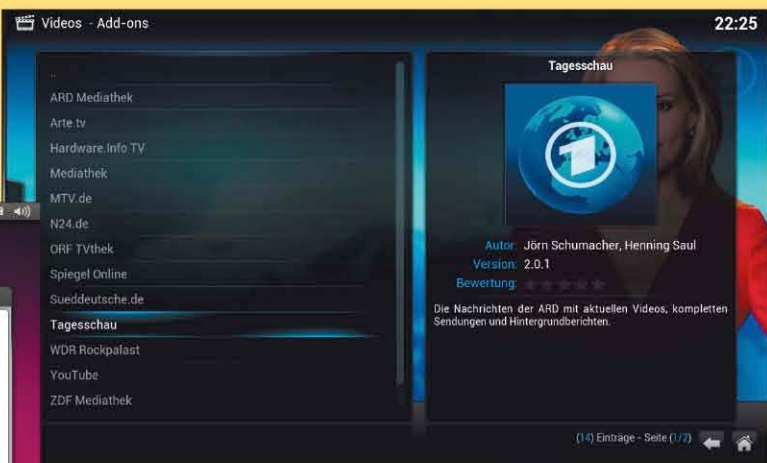 Videos - Add-ons
22:25
..
ARD Mediathek
Arte.tv
Hardware.Info TV
Mediathek
MTV.de
N24.de
ORF TVthek
Spiegel Online
Sueddeutsche.de
Tagesschau
WDR Rockpalast
YouTube
ZDF Mediathek
Tagesschau
1
Autor: Jörn Schumacher, Henning Saul
Version: 2.0.1
Bewertung:
Die Nachrichten der ARD mit aktuellen Videos, kompletten
Sendungen und Hintergrundberichten.
(14) Einträge - Seite (1/2)